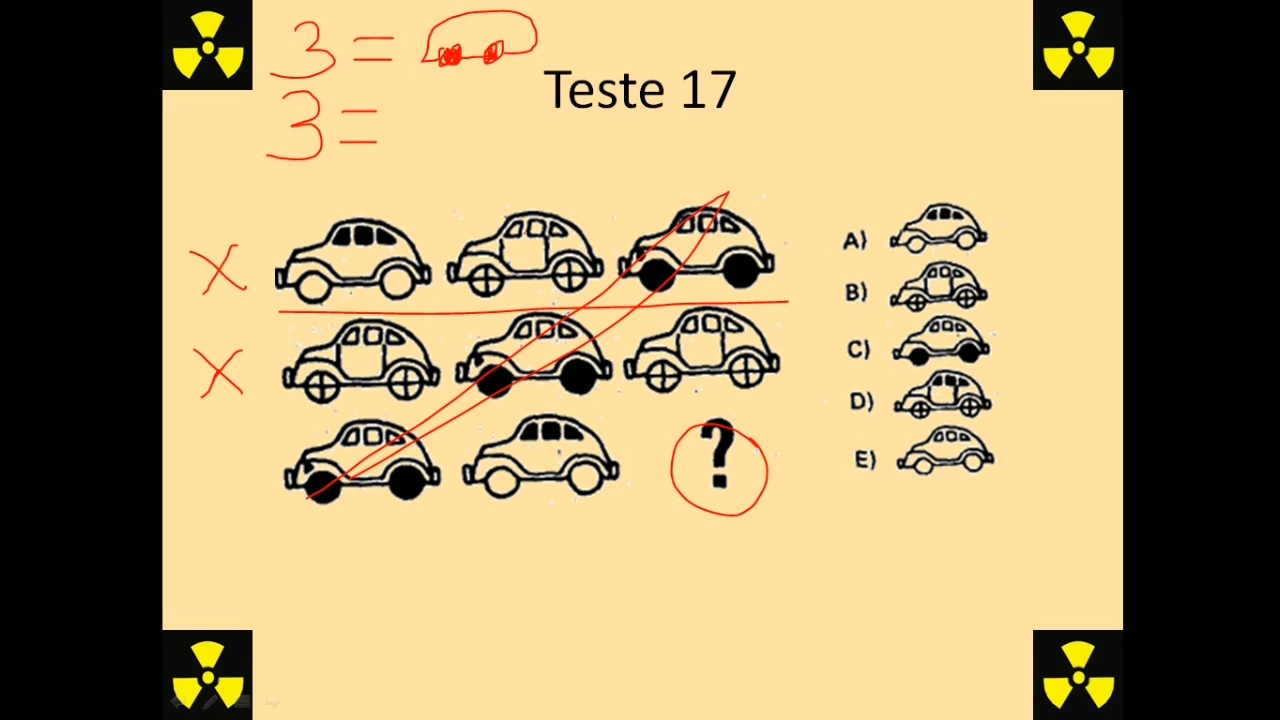 3 =
Teste 17
3 =
X
X
?
A)
B)
C)
D)
E)